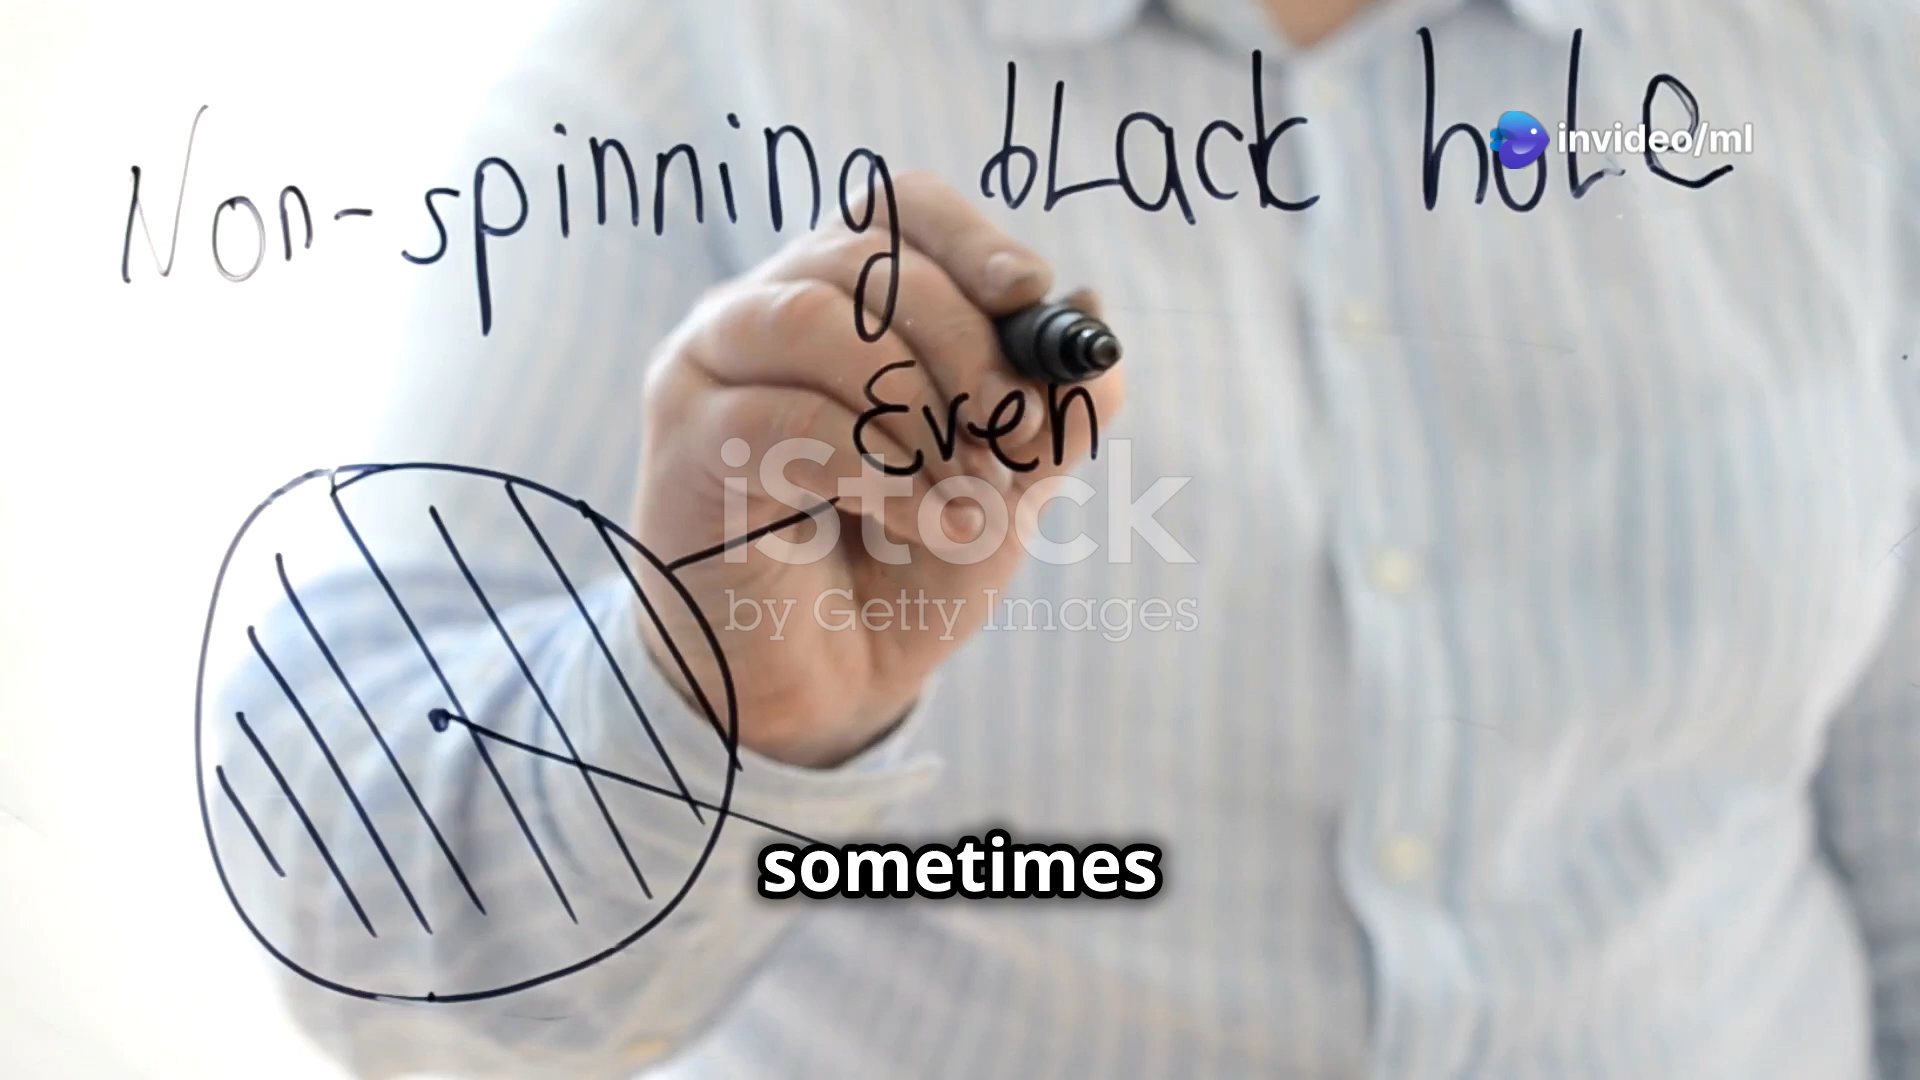 Non-spinning bLack hoLe
invideo/ml
Even
iStock
by Getty Images
sometimes